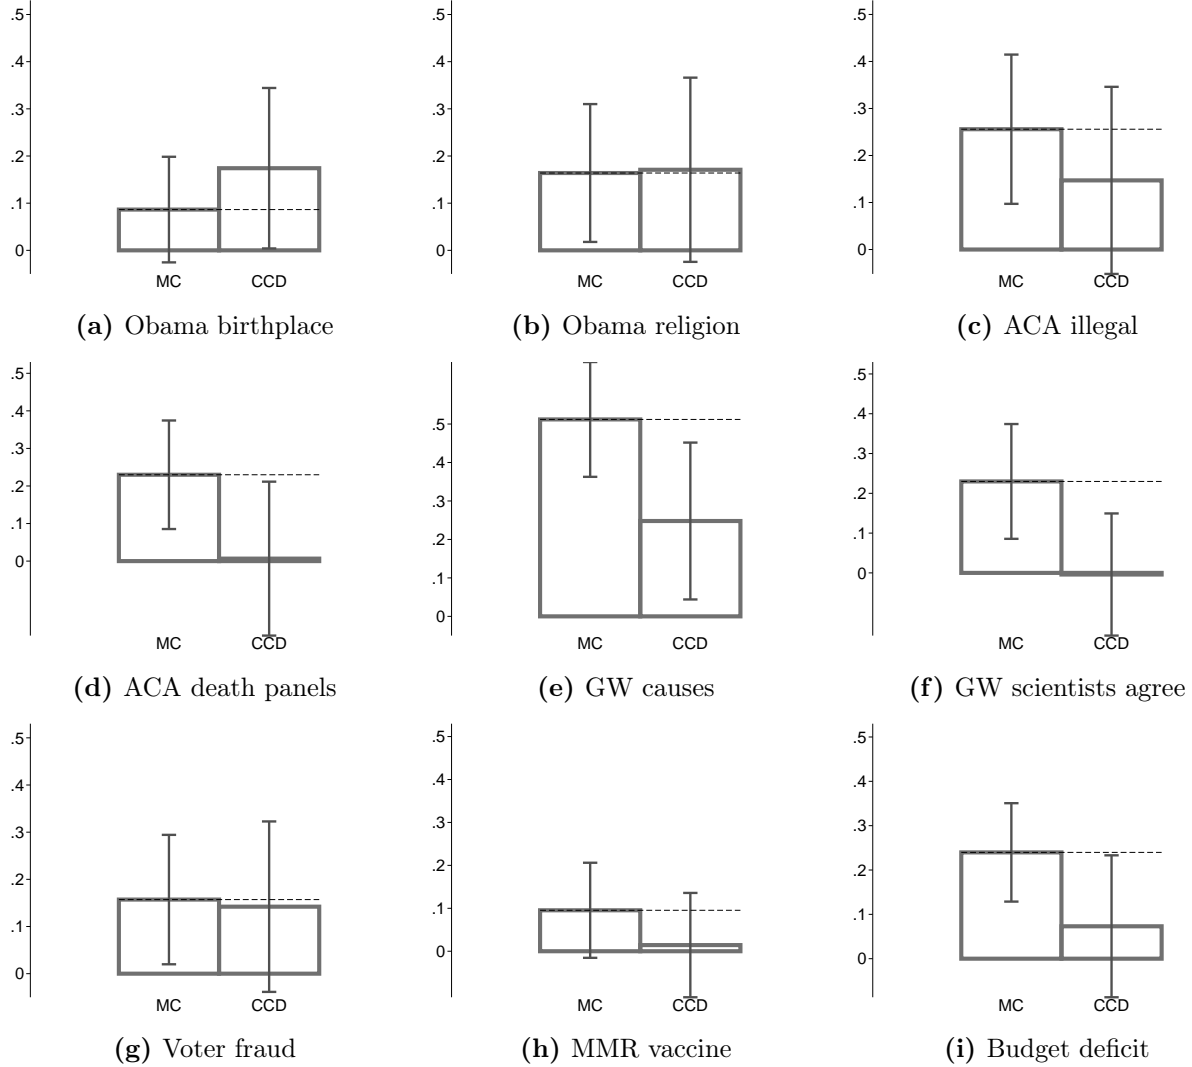 .5 .5 .5
.4 .4 .4
.3 .3 .3
.2 .2 .2
.1 .1 .1
0 0 0
MC CCD MC CCD MC CCD
(a) Obama birthplace (b) Obama religion (c) ACA illegal
.5 .5 .5
.4 .4 .4
.3 .3 .3
.2 .2 .2
.1 .1 .1
0 0 0
MC CCD MC CCD MC CCD
(d) ACA death panels (e) GW causes (f) GW scientists agree
.5 .5 .5
.4 .4 .4
.3 .3 .3
.2 .2 .2
.1 .1 .1
0 0 0
MC CCD MC CCD MC CCD
(g) Voter fraud (h) MMR vaccine (i) Budget deficit